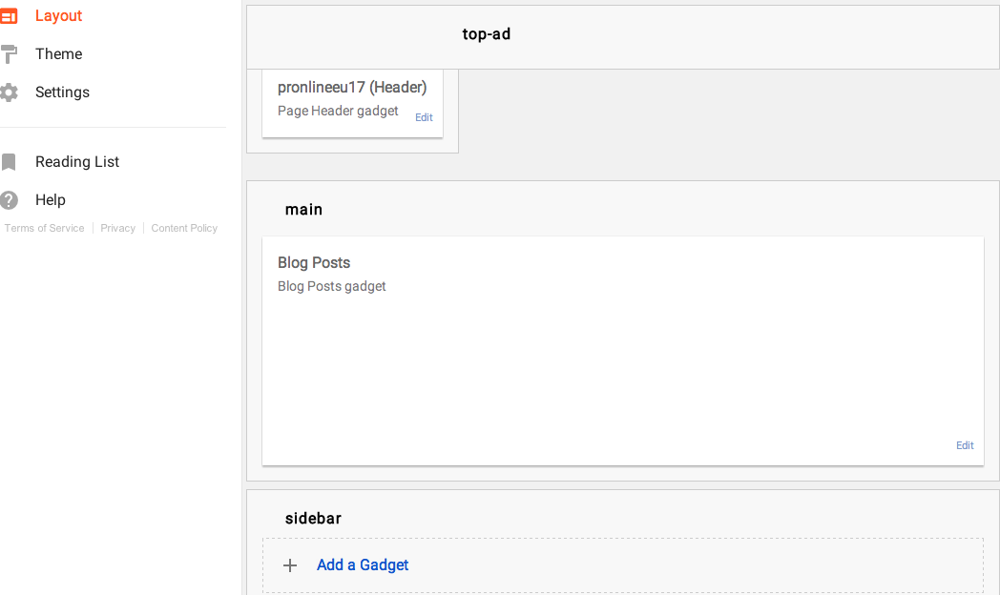 Layout
Theme
Settings
Reading List
Help
Terms of Service Privacy Content Policy
top-ad
pronlineeu17 (Header)
Page Header gadget
Edit
main
Blog Posts
Blog Posts gadget
Edit
sidebar
Add a Gadget